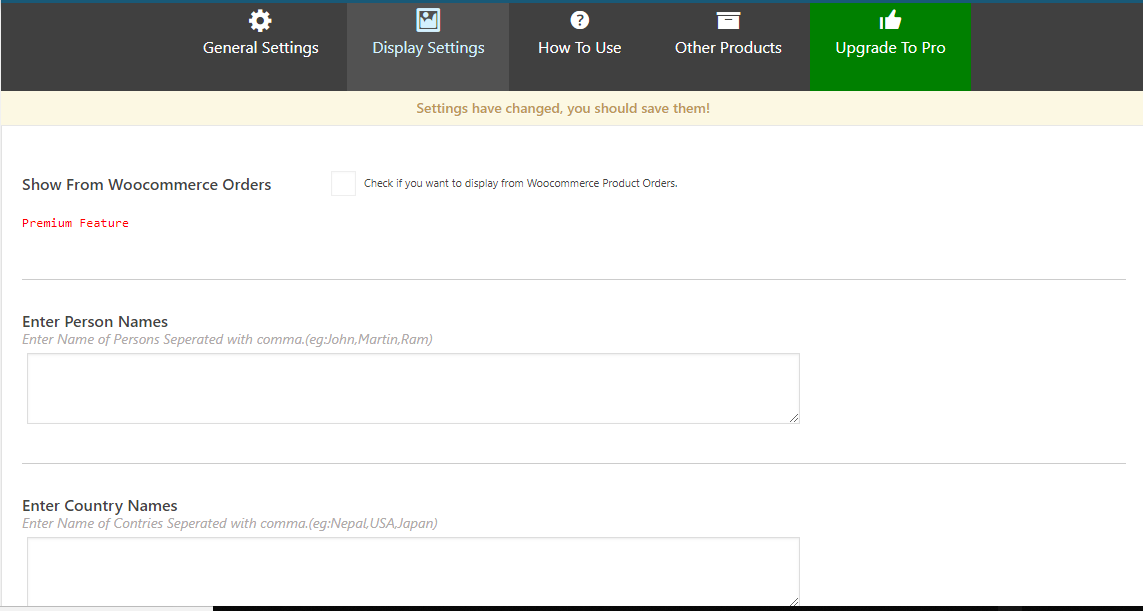 General Settings
Display Settings
How To Use
Other Products
Upgrade To Pro
Settings have changed, you should save them!
Show From Woocommerce Orders
Check if you want to display from Woocommerce Product Orders.
Premium Feature
Enter Person Names
Enter Name of Persons Seperated with comma.(eg:John,Martin,Ram)
Enter Country Names
Enter Name of Contries Seperated with comma.(eg:Nepal,USA,Japan)